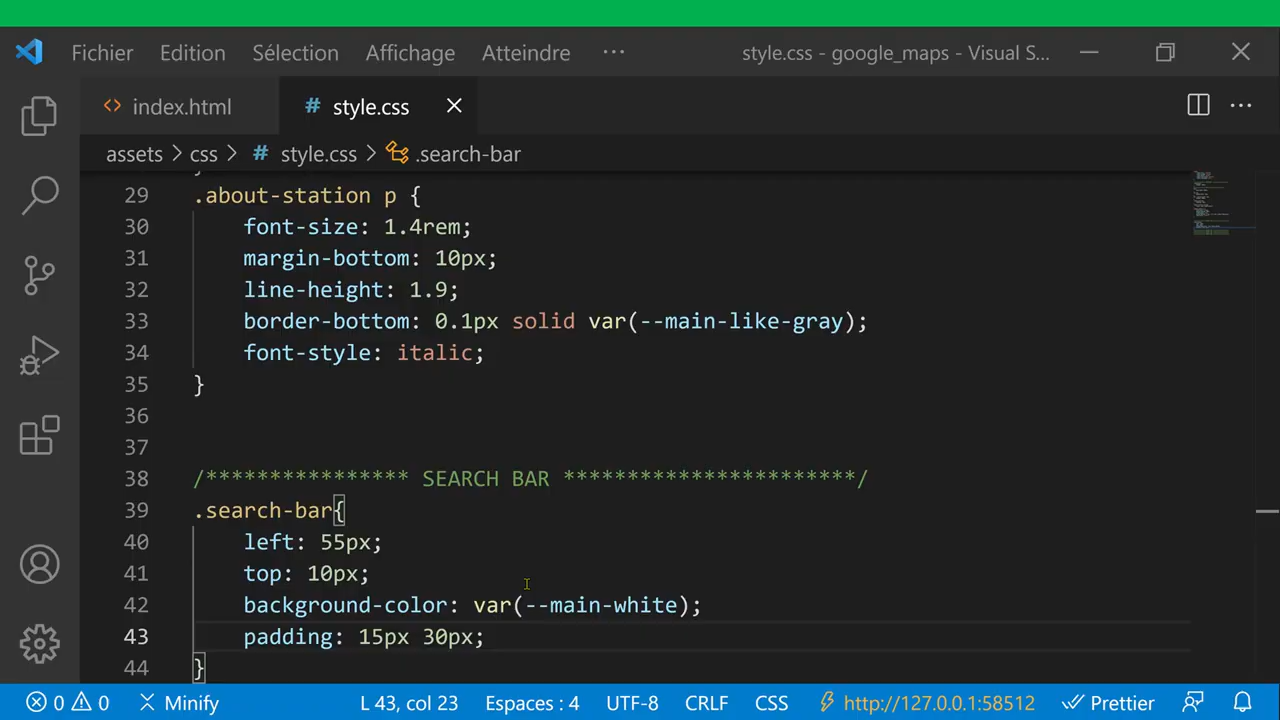 Fichier Edition Sélection Affichage Atteindre ··· style.css - google_maps - Visual S...
index.html # style.css
assets > css > # style.css > .search-bar
29 .about-station p {
30 font-size: 1.4rem;
31 margin-bottom: 10px;
32 line-height: 1.9;
33 border-bottom: 0.1px solid var(--main-like-gray);
34 font-style: italic;
35 }
36
37
38 /**************** SEARCH BAR ***********************/
39 .search-bar{
40 left: 55px;
41 top: 10px;
42 background-color: var(--main-white);
43 padding: 15px 30px;
44 }
0 0 Minify L 43, col 23 Espaces : 4 UTF-8 CRLF CSS http://127.0.0.1:58512 Prettier